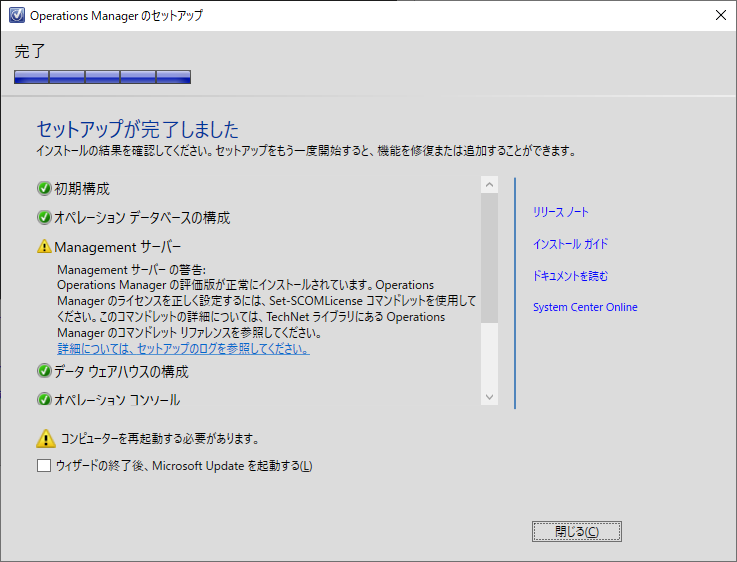 Operations Manager のセットアップ
完了
セットアップが完了しました
インストールの結果を確認してください。セットアップをもう一度開始すると、機能を修復または追加することができます。
初期構成
オペレーション データベースの構成
Management サーバー
Management サーバー の警告:
Operations Manager の評価版が正常にインストールされています。Operations
Manager のライセンスを正しく設定するには、Set-SCOMLicense コマンドレットを使用して
ください。このコマンドレットの詳細については、TechNet ライブラリにある Operations
Manager のコマンドレット リファレンスを参照してください。
詳細については、セットアップのログを参照してください。
データ ウェアハウスの構成
オペレーション コンソール
リリース ノート
インストール ガイド
ドキュメントを読む
System Center Online
コンピューターを再起動する必要があります。
ウィザードの終了後、Microsoft Update を起動する(L)
閉じる(C)